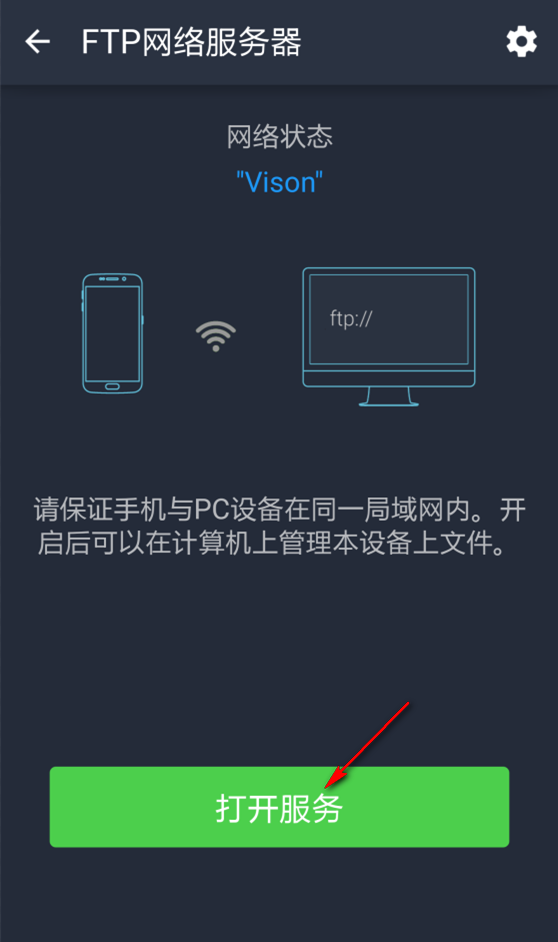 FTP网络服务器
网络状态
"Vison"
ftp://
请保证手机与PC设备在同一局域网内。开
启后可以在计算机上管理本设备上文件。
打开服务